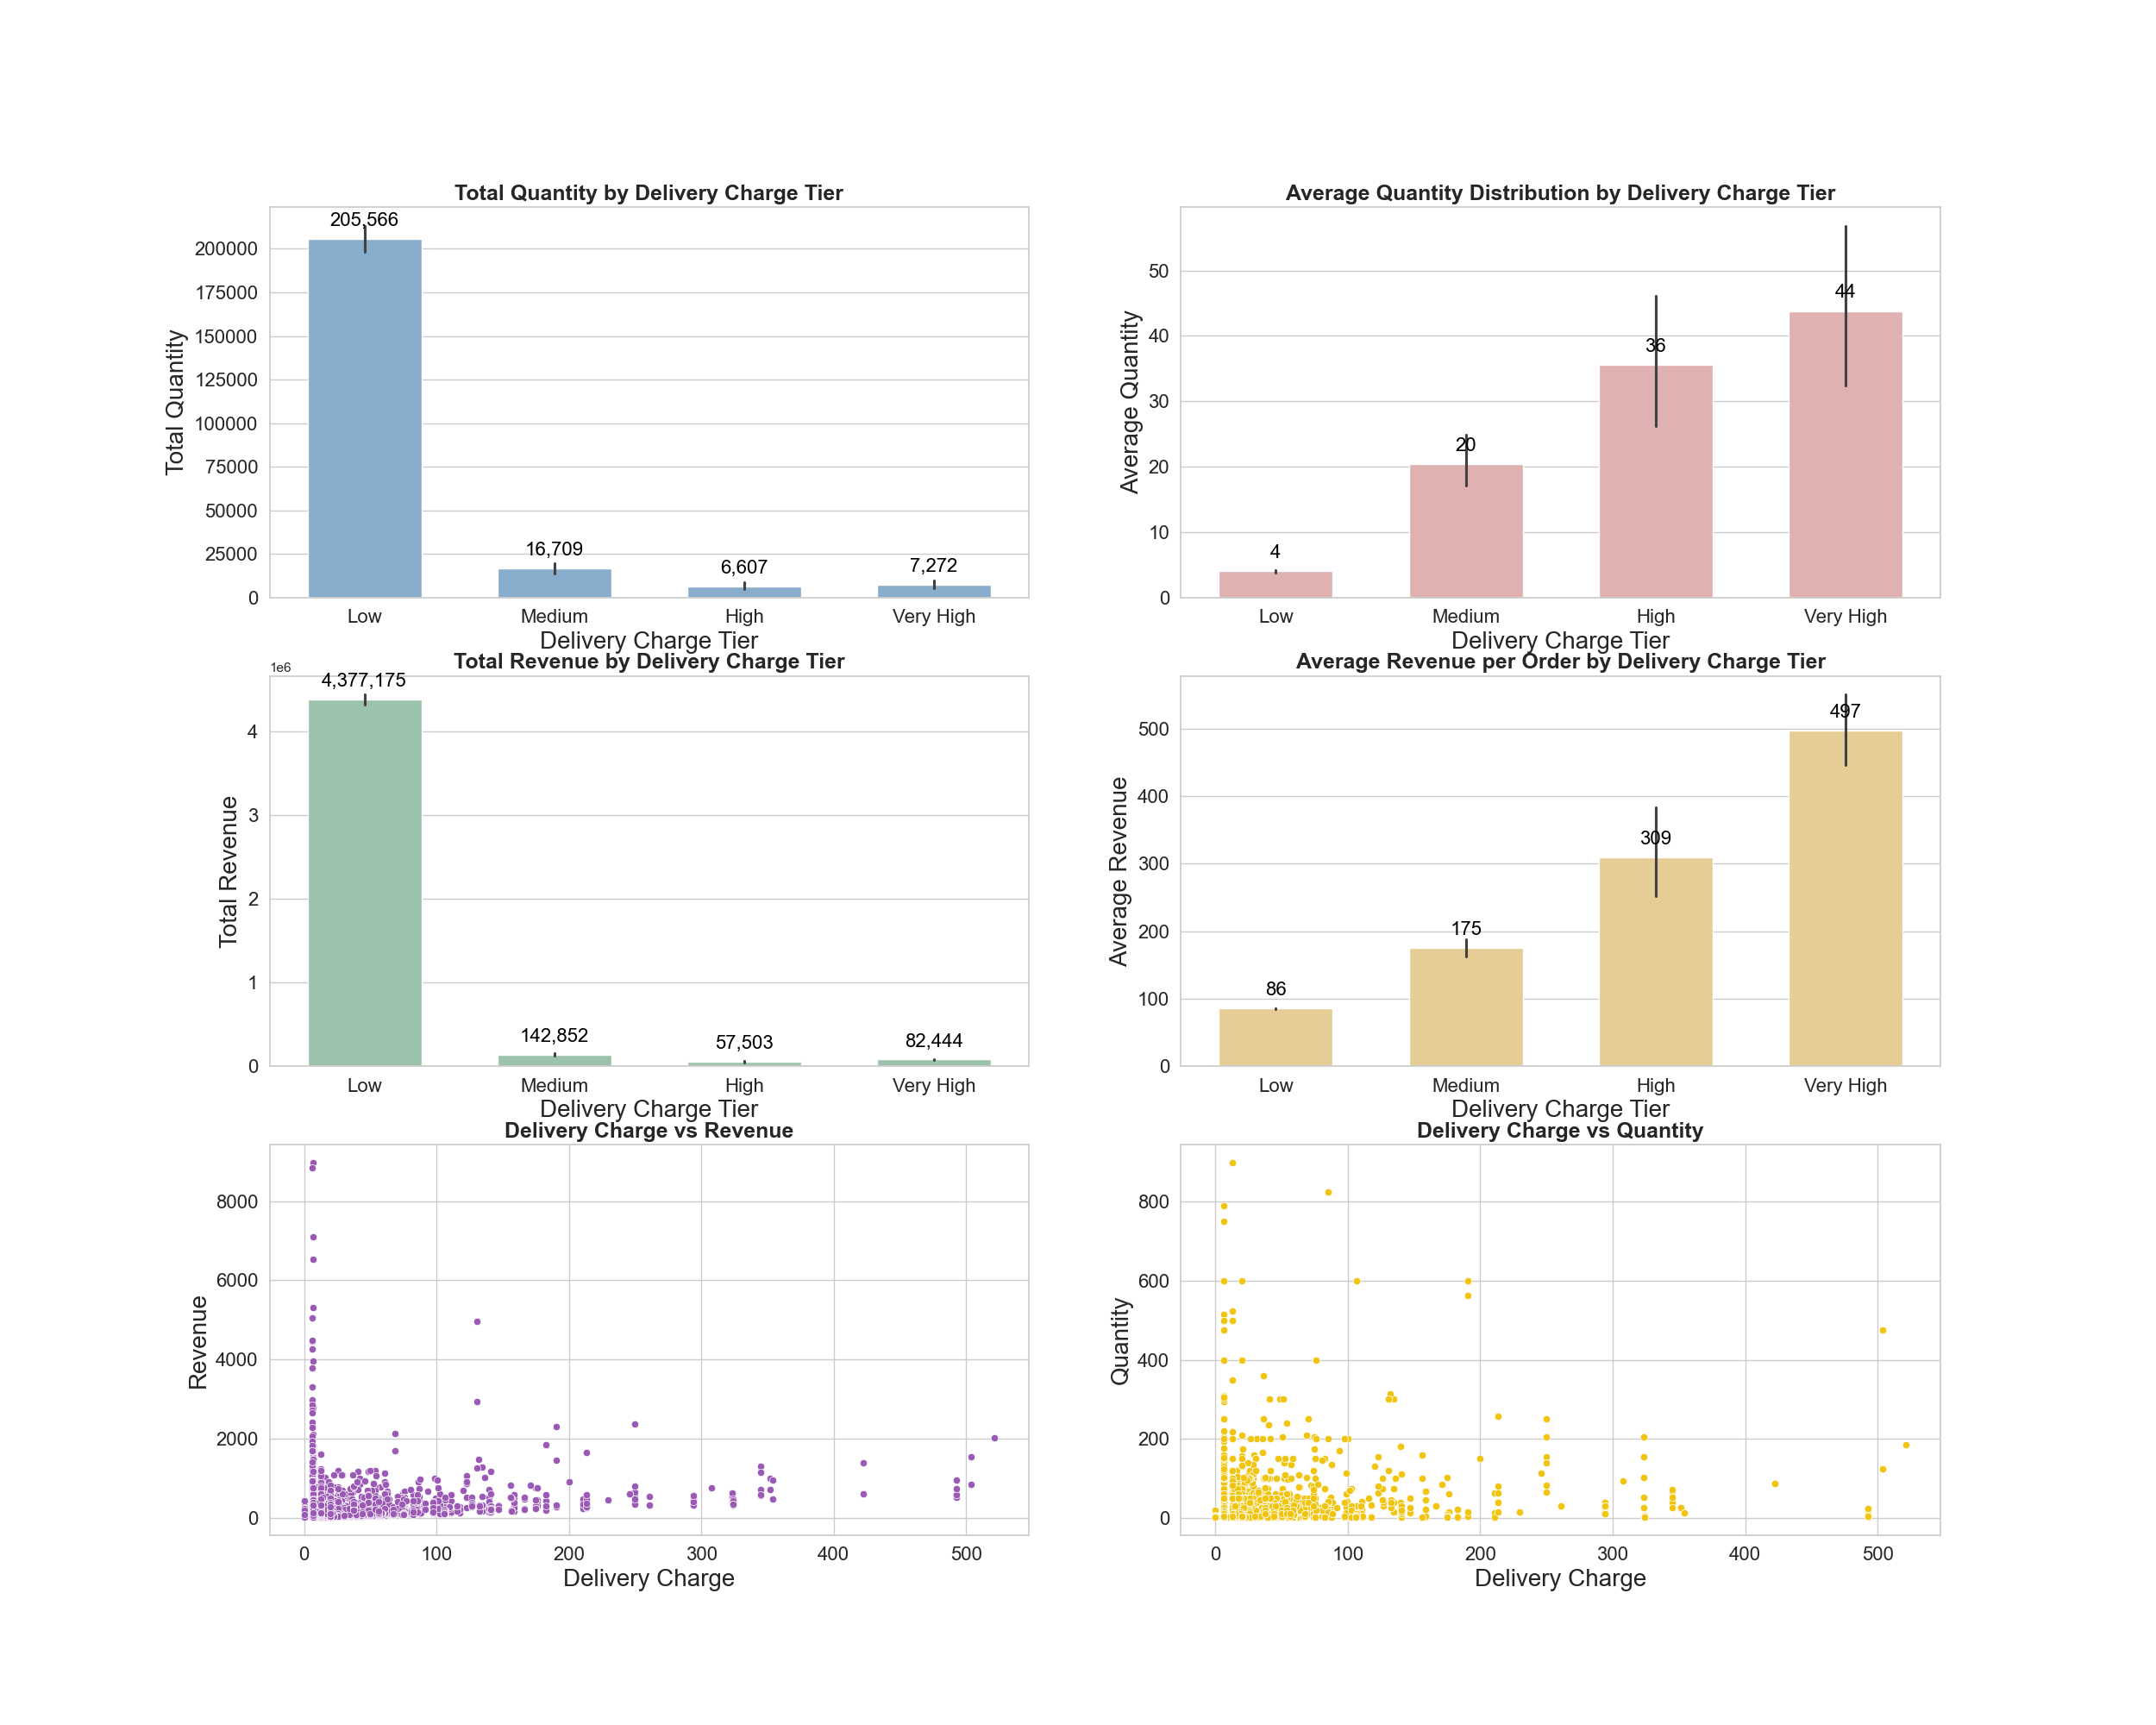 Total Quantity by Delivery Charge Tier
205,566
200000
175000
150000
125000
100000
75000
50000
25000
0
Total Quantity
16,709
6,607
7,272
Low Medium High Very High
Delivery Charge Tier
Average Quantity Distribution by Delivery Charge Tier
50
40
30
20
10
0
Average Quantity
4
20
36
44
Low Medium High Very High
Delivery Charge Tier
Total Revenue by Delivery Charge Tier
1e6
4,377,175
4
3
2
1
0
Total Revenue
142,852
57,503
82,444
Low Medium High Very High
Delivery Charge Tier
Average Revenue per Order by Delivery Charge Tier
500
400
300
200
100
0
Average Revenue
86
175
309
497
Low Medium High Very High
Delivery Charge Tier
Delivery Charge vs Revenue
8000
6000
4000
2000
0
Revenue
0 100 200 300 400 500
Delivery Charge
Delivery Charge vs Quantity
800
600
400
200
0
Quantity
0 100 200 300 400 500
Delivery Charge